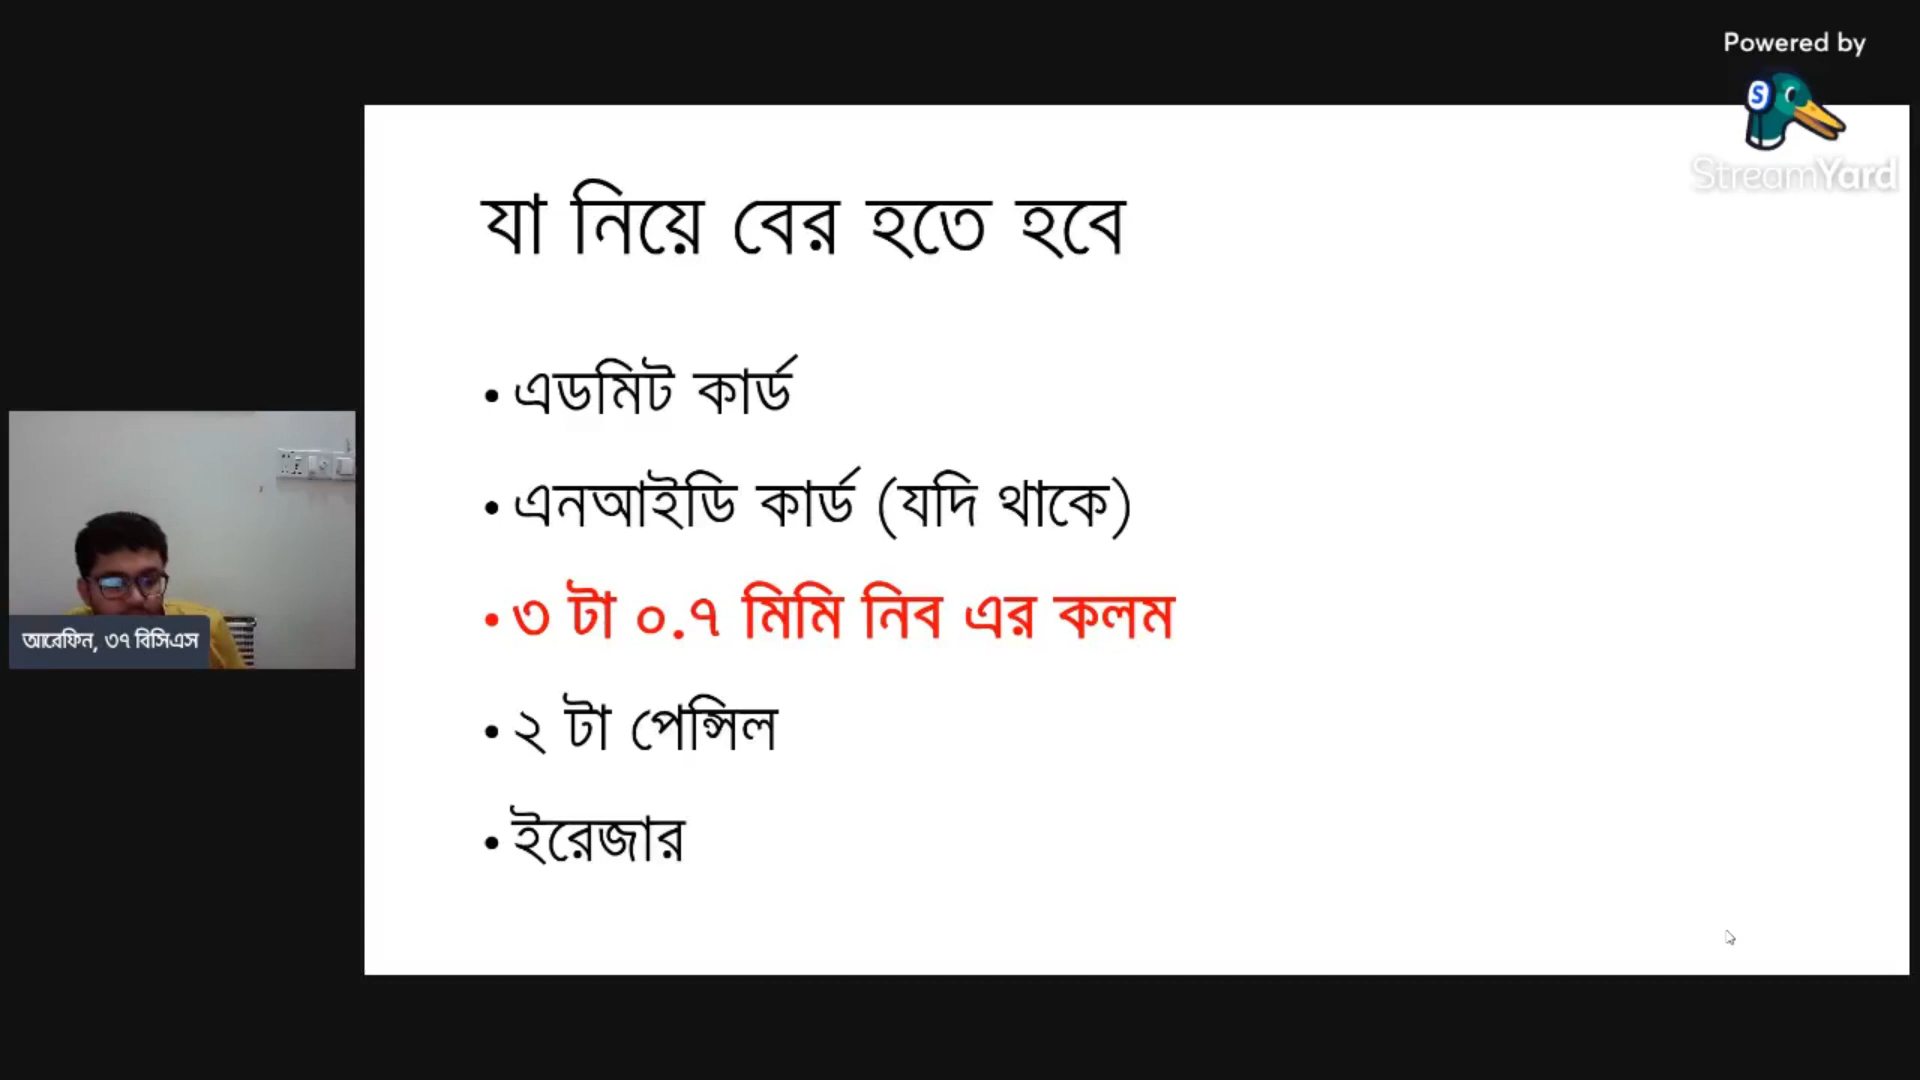 Powered by
StreamYard
যা নিয়ে বের হতে হবে
• এডমিট কার্ড
• এনআইডি কার্ড (যদি থাকে)
• ৩ টা ০.৭ মিমি নিব এর কলম
• ২ টা পেন্সিল
• ইরেজার
আরেফিন, ৩৭ বিসিএস